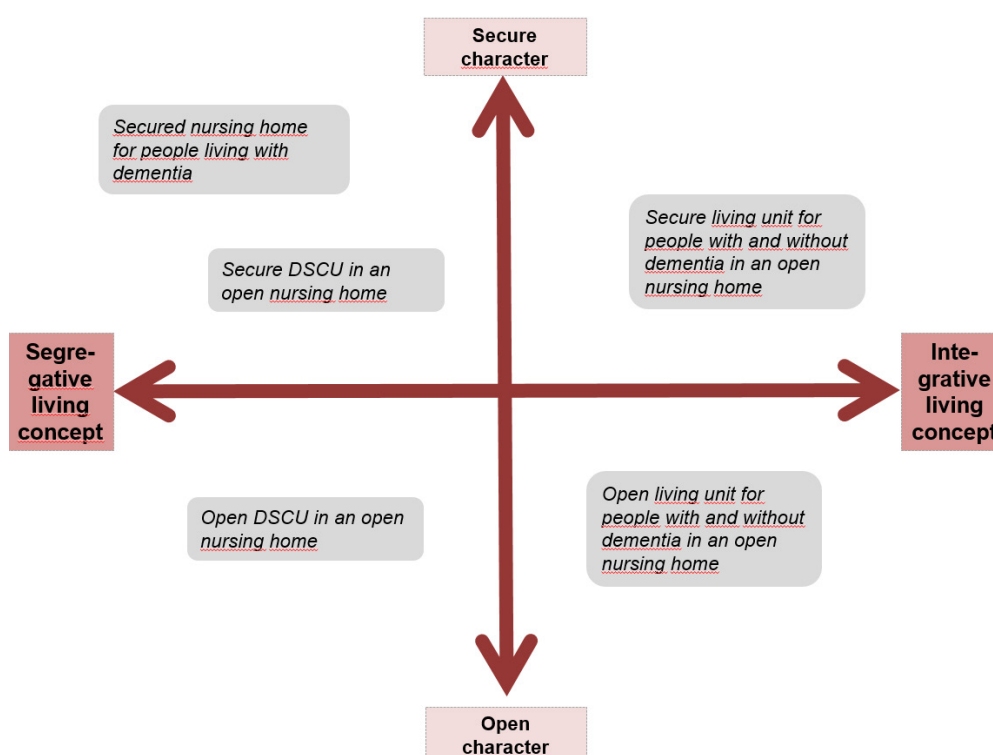 Secure
character
Secured nursing home
for people living with
dementia
Secure living unit for
people with and without
dementia in an open
nursing home
Secure DSCU in an
open nursing home
Segre-
gative
living
concept
Inte-
grative
living
concept
Open living unit for
people with and without
dementia in an open
nursing home
Open DSCU in an open
nursing home
Open
character